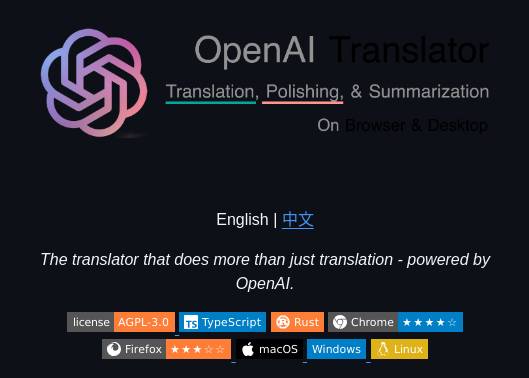 OpenAI Translator
Translation, Polishing, & Summarization
On Browser & Desktop
English | 中文
The translator that does more than just translation - powered by
OpenAI.
license AGPL-3.0 TS TypeScript Rust Chrome ★★★★☆
Firefox ★★★☆☆ macOS Windows Linux